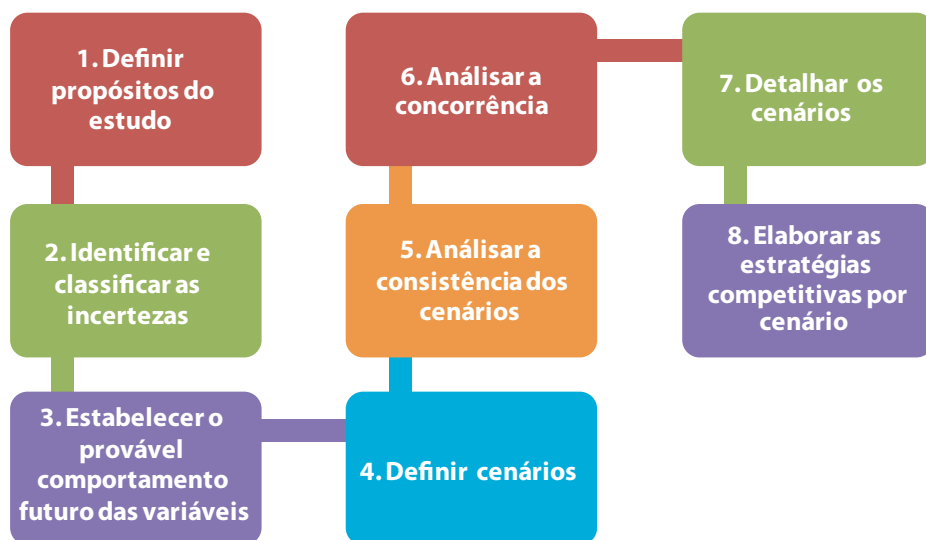 1. Definir
propósitos do
estudo
2. Identificar e
classificar as
incertezas
3. Estabelecer o
provável
comportamento
futuro das variáveis
4. Definir cenários
5. Análisar a
consistência dos
cenários
6. Análisar a
concorrência
7. Detalhar os
cenários
8. Elaborar as
estratégias
competitivas por
cenário